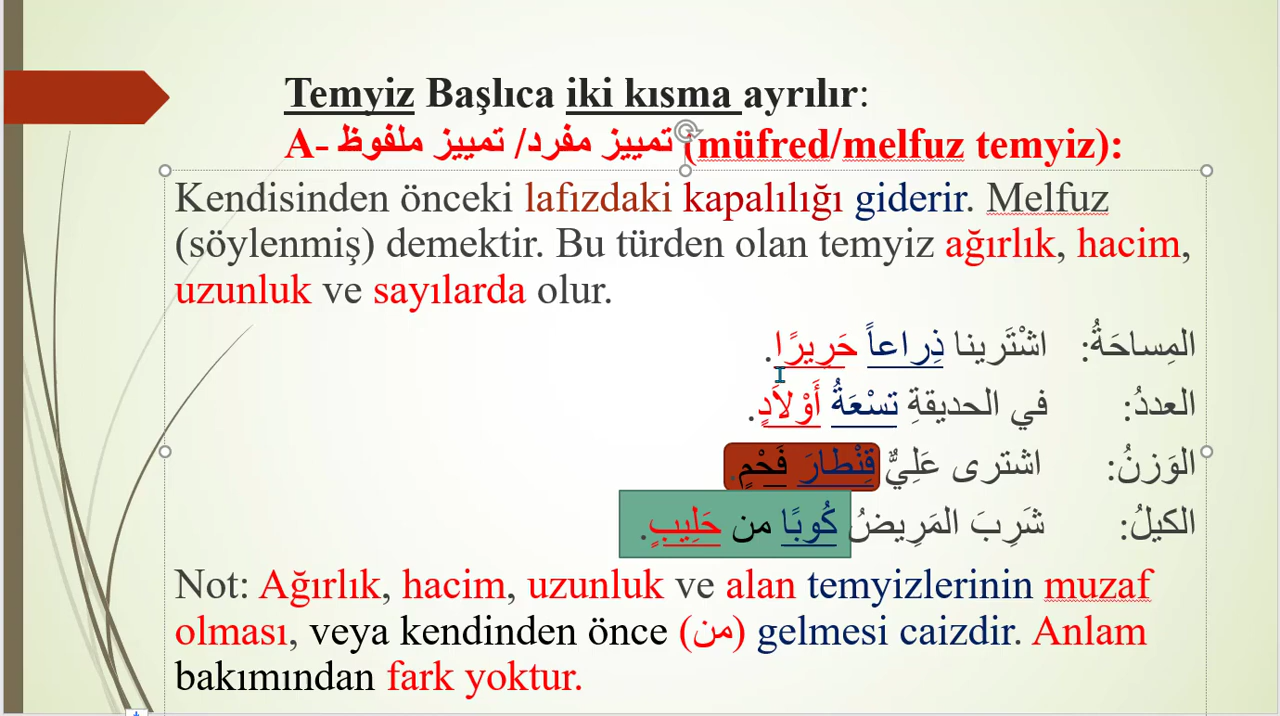 Temyiz Başlıca iki kısma ayrılır:
A- تمييز مفرد/ تمييز ملفوظ (müfred/melfuz temyiz):
Kendisinden önceki lafızdaki kapalılığı giderir. Melfuz
(söylenmiş) demektir. Bu türden olan temyiz ağırlık, hacim,
uzunluk ve sayılarda olur.
المِساحَةُ: اشْتَرينا ذِراعاً حَرِيرًا.
العددُ: في الحديقةِ تسْعَةُ أَوْلاَدٍ.
الوَزنُ: اشترى عَلِيٌّ قِنْطارَ فَحْمٍ.
الكيلُ: شَرِبَ المَرِيضُ كُوبًا من حَلِيبٍ.
Not: Ağırlık, hacim, uzunluk ve alan temyizlerinin muzaf
olması, veya kendinden önce (من) gelmesi caizdir. Anlam
bakımından fark yoktur.